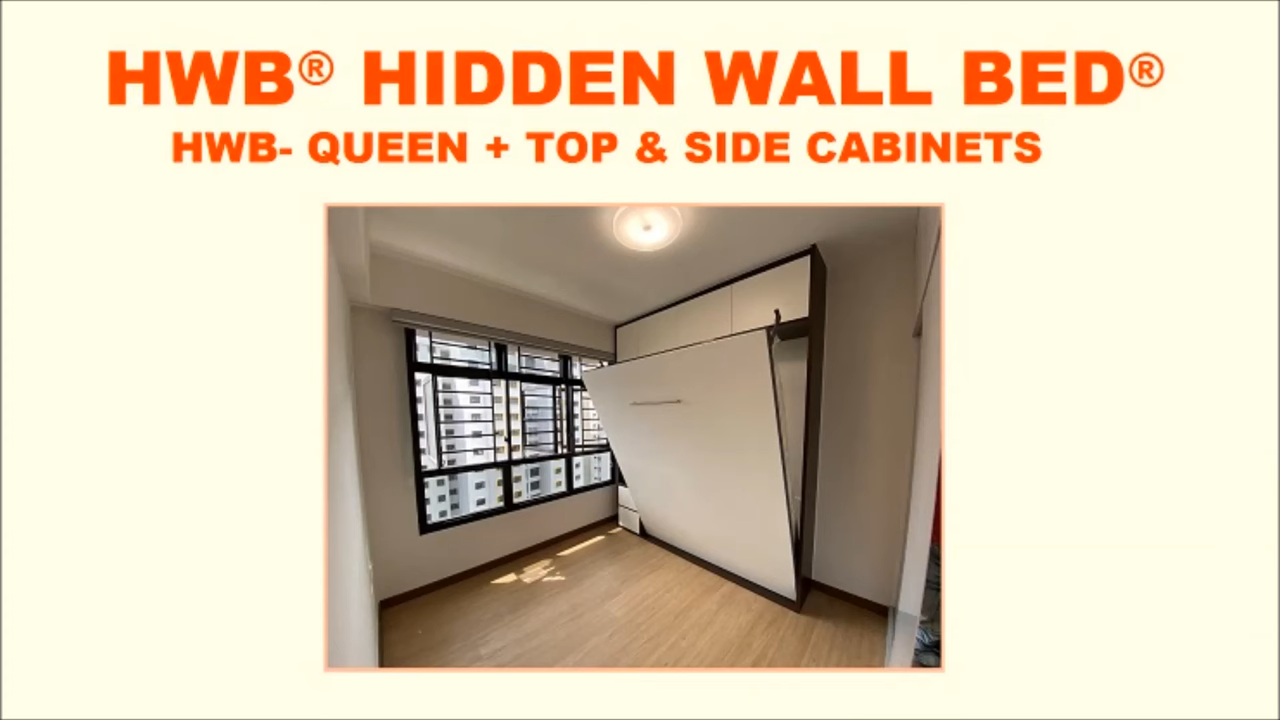 HWB® HIDDEN WALL BED®
HWB- QUEEN + TOP & SIDE CABINETS